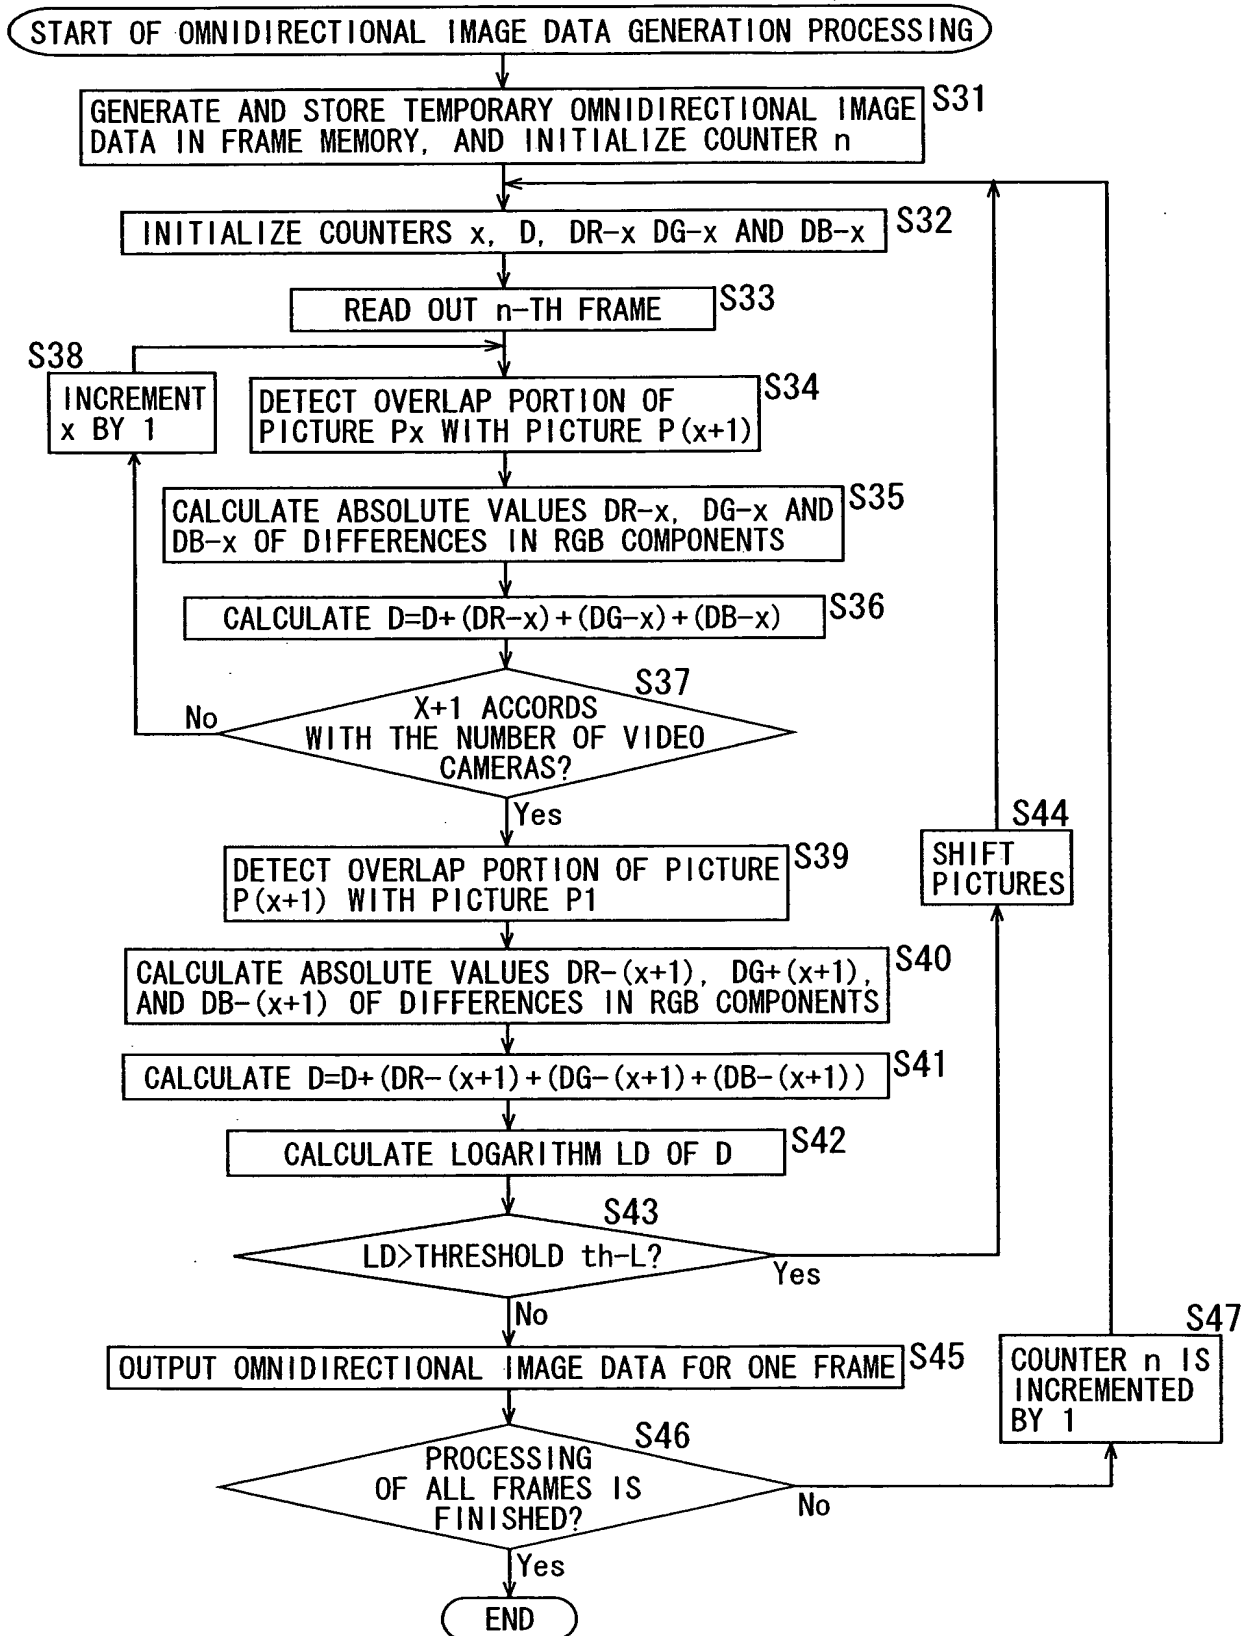 START OF OMNIDIRECTIONAL IMAGE DATA GENERATION PROCESSING
S31
GENERATE AND STORE TEMPORARY OMNIDIRECTIONAL IMAGE
DATA IN FRAME MEMORY, AND INITIALIZE COUNTER n
S32
INITIALIZE COUNTERS x, D, DR-x DG-x AND DB-x
S33
READ OUT n-TH FRAME
S38
INCREMENT
x BY 1
S34
DETECT OVERLAP PORTION OF
PICTURE Px WITH PICTURE P(x+1)
S35
CALCULATE ABSOLUTE VALUES DR-x, DG-x AND
DB-x OF DIFFERENCES IN RGB COMPONENTS
S36
CALCULATE D=D+(DR-x)+(DG-x)+(DB-x)
S37
X+1 ACCORDS
WITH THE NUMBER OF VIDEO
CAMERAS?
No
Yes
S44
SHIFT
PICTURES
S39
DETECT OVERLAP PORTION OF PICTURE
P(x+1) WITH PICTURE P1
S40
CALCULATE ABSOLUTE VALUES DR-(x+1), DG+(x+1),
AND DB-(x+1) OF DIFFERENCES IN RGB COMPONENTS
S41
CALCULATE D=D+(DR-(x+1)+(DG-(x+1)+(DB-(x+1))
S42
CALCULATE LOGARITHM LD OF D
S43
LD>THRESHOLD th-L?
Yes
No
S45
OUTPUT OMNIDIRECTIONAL IMAGE DATA FOR ONE FRAME
S47
COUNTER n IS
INCREMENTED
BY 1
S46
PROCESSING
OF ALL FRAMES IS
FINISHED?
No
Yes
END